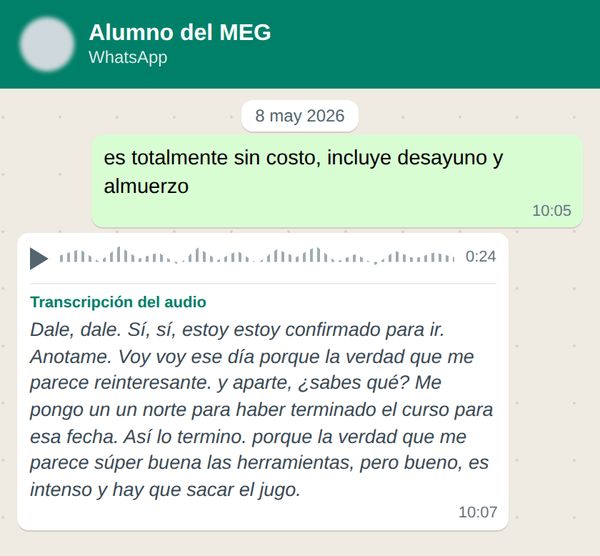 Alumno del MEG
WhatsApp
8 may 2026
es totalmente sin costo, incluye desayuno y
almuerzo
10:05
0:24
Transcripción del audio
Dale, dale. Sí, sí, estoy estoy confirmado para ir.
Anotame. Voy voy ese día porque la verdad que me
parece reinteresante. y aparte, ¿sabes qué? Me
pongo un un norte para haber terminado el curso para
esa fecha. Así lo termino. porque la verdad que me
parece súper buena las herramientas, pero bueno, es
intenso y hay que sacar el jugo.
10:07